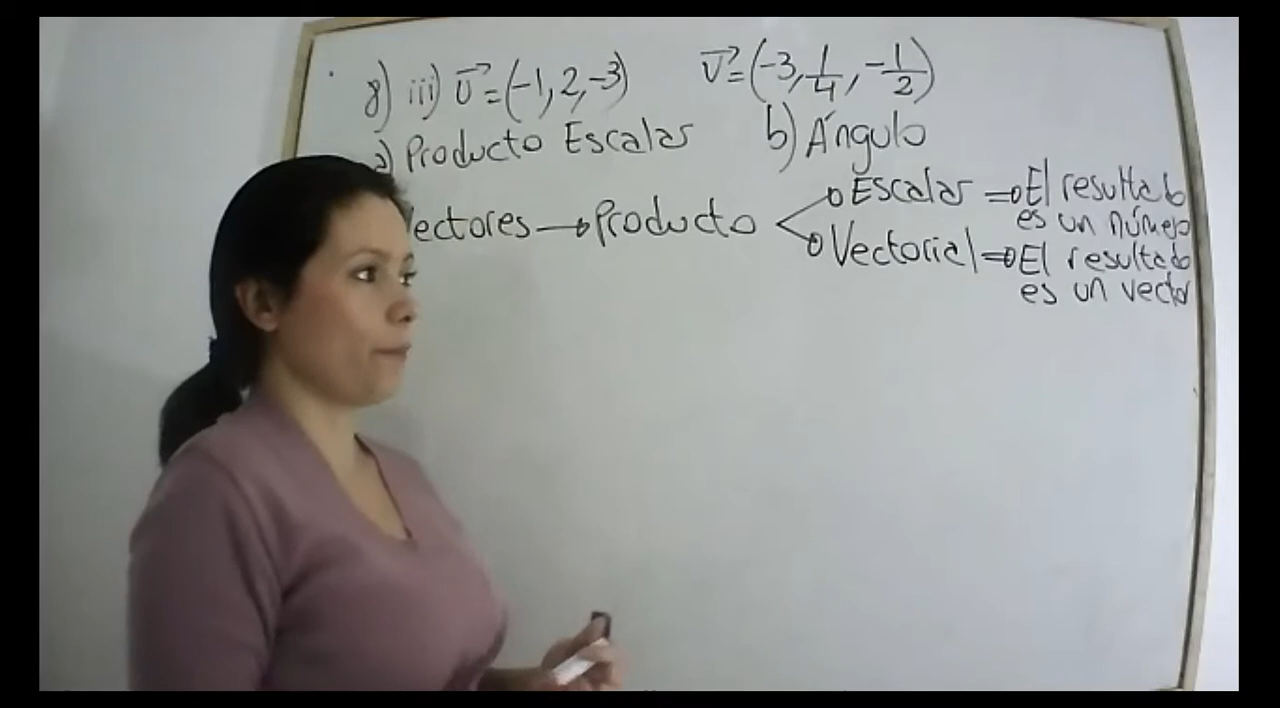 8) iii) U⃗=(-1, 2, -3) V⃗=(-3, 1/4, -1/2)
a) Producto Escalar b) Ángulo
ectores → Producto
Escalar ⇒ El resultado
es un número
Vectorial ⇒ El resultado
es un vector